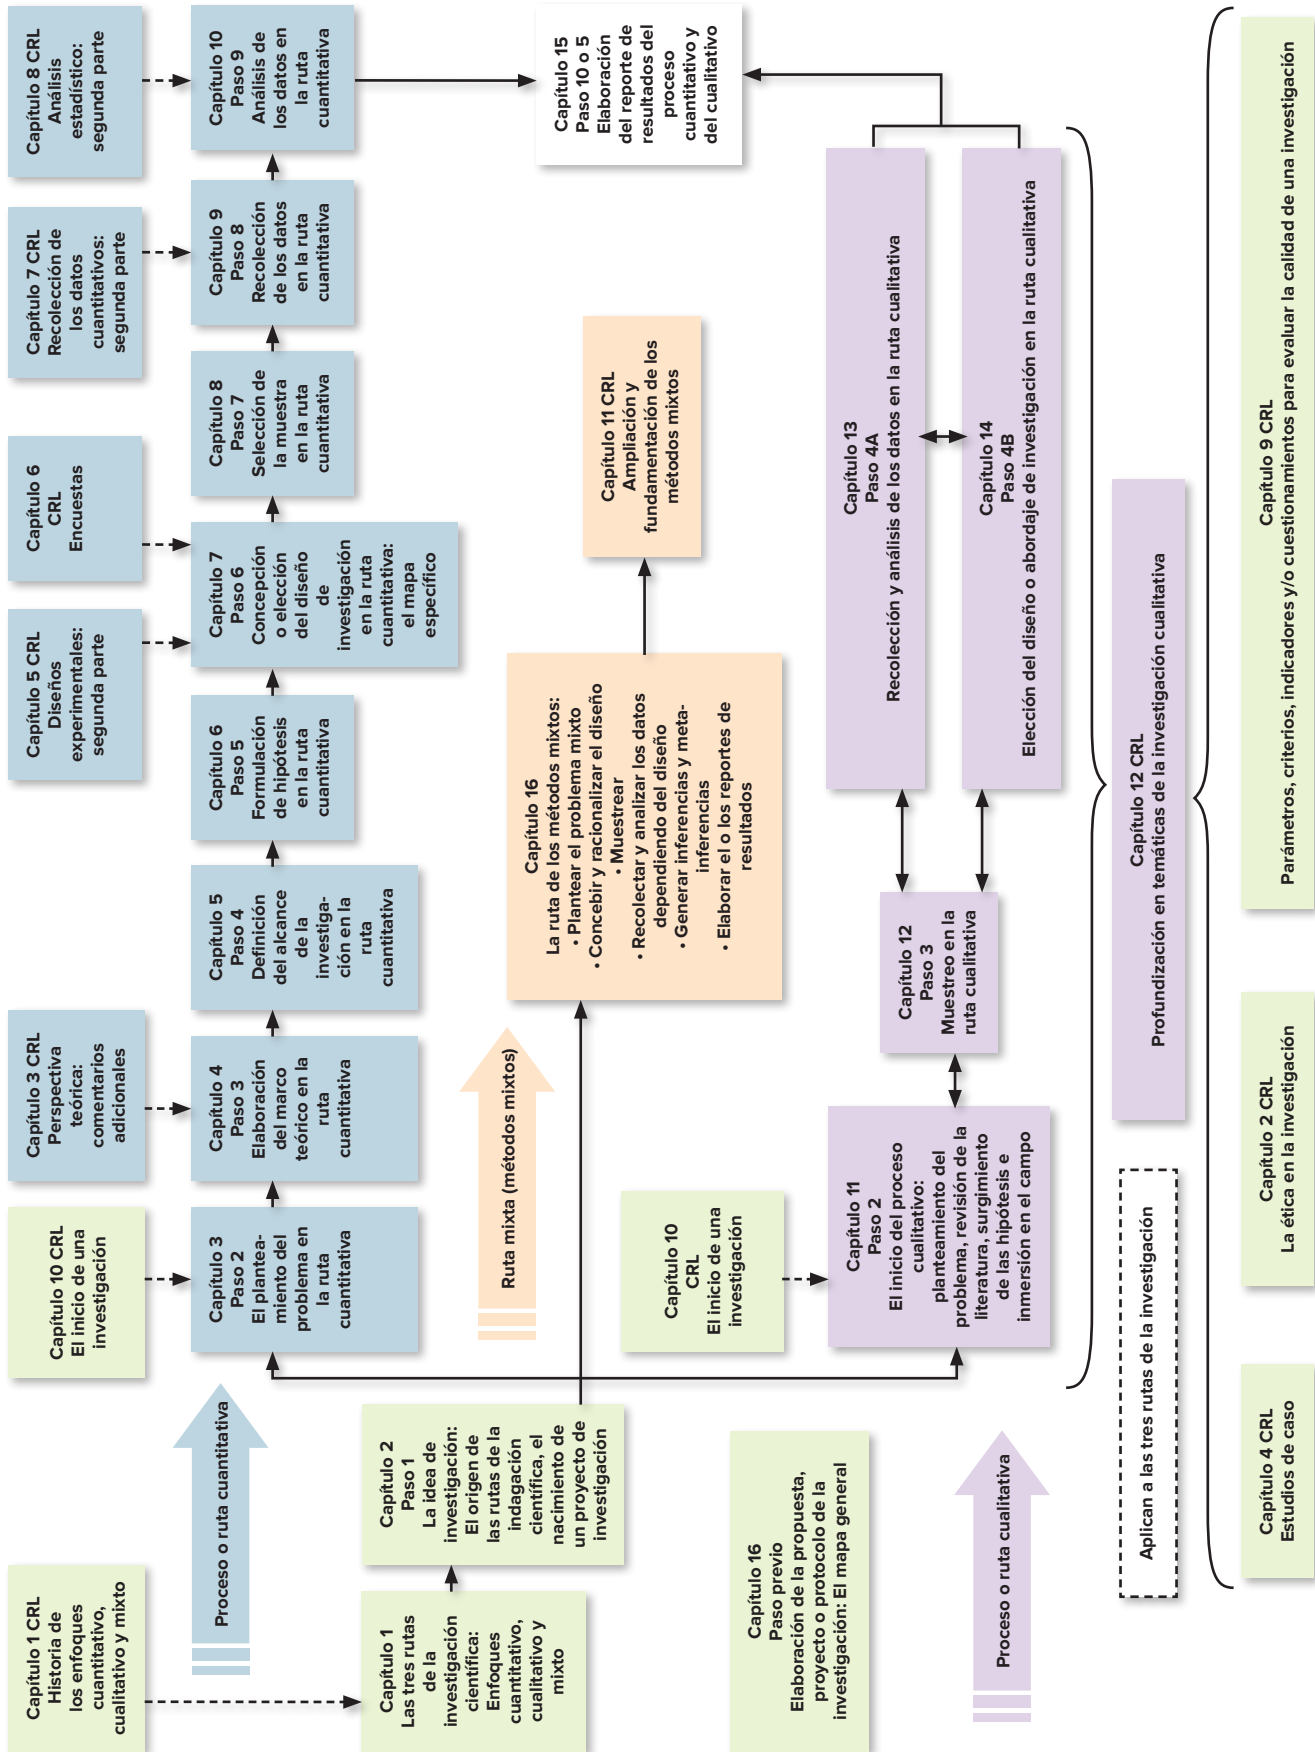 Capítulo 1 CRL
Historia de
los enfoques
cuantitativo,
cualitativo y mixto
Capítulo 10 CRL
El inicio de una
investigación
Capítulo 3 CRL
Perspectiva
teórica:
comentarios
adicionales
Capítulo 5 CRL
Diseños
experimentales:
segunda parte
Capítulo 6
CRL
Encuestas
Capítulo 7 CRL
Recolección de
los datos
cuantitativos:
segunda parte
Capítulo 8 CRL
Análisis
estadístico:
segunda parte
Proceso o ruta cuantitativa
Capítulo 3
Paso 2
El plantea-
miento del
problema en
la ruta
cuantitativa
Capítulo 4
Paso 3
Elaboración
del marco
teórico en la
ruta
cuantitativa
Capítulo 5
Paso 4
Definición
del alcance
de la
investiga-
ción en la
ruta
cuantitativa
Capítulo 6
Paso 5
Formulación
de hipótesis
en la ruta
cuantitativa
Capítulo 7
Paso 6
Concepción
o elección
del diseño
de
investigación
en la ruta
cuantitativa:
el mapa
específico
Capítulo 8
Paso 7
Selección de
la muestra
en la ruta
cuantitativa
Capítulo 9
Paso 8
Recolección
de los datos
en la ruta
cuantitativa
Capítulo 10
Paso 9
Análisis de
los datos en
la ruta
cuantitativa
Capítulo 1
Las tres rutas
de la
investigación
científica:
Enfoques
cuantitativo,
cualitativo y
mixto
Capítulo 2
Paso 1
La idea de
investigación:
El origen de
las rutas de la
indagación
científica, el
nacimiento de
un proyecto de
investigación
Ruta mixta (métodos mixtos)
Capítulo 16
La ruta de los métodos mixtos:
• Plantear el problema mixto
• Concebir y racionalizar el diseño
• Muestrear
• Recolectar y analizar los datos
dependiendo del diseño
• Generar inferencias y meta-
inferencias
• Elaborar el o los reportes de
resultados
Capítulo 11 CRL
Ampliación y
fundamentación de los
métodos mixtos
Capítulo 15
Paso 10 o 5
Elaboración
del reporte de
resultados del
proceso
cuantitativo y
del cualitativo
Capítulo 16
Paso previo
Elaboración de la propuesta,
proyecto o protocolo de la
investigación: El mapa general
Capítulo 10
CRL
El inicio de una
investigación
Proceso o ruta cualitativa
Capítulo 11
Paso 2
El inicio del proceso
cualitativo:
planteamiento del
problema, revisión de la
literatura, surgimiento
de las hipótesis e
inmersión en el campo
Capítulo 12
Paso 3
Muestreo en la
ruta cualitativa
Capítulo 13
Paso 4A
Recolección y análisis de los datos en la ruta cualitativa
Capítulo 14
Paso 4B
Elección del diseño o abordaje de investigación en la ruta cualitativa
Aplican a las tres rutas de la investigación
Capítulo 12 CRL
Profundización en temáticas de la investigación cualitativa
Capítulo 4 CRL
Estudios de caso
Capítulo 2 CRL
La ética en la investigación
Capítulo 9 CRL
Parámetros, criterios, indicadores y/o cuestionamientos para evaluar la calidad de una investigación